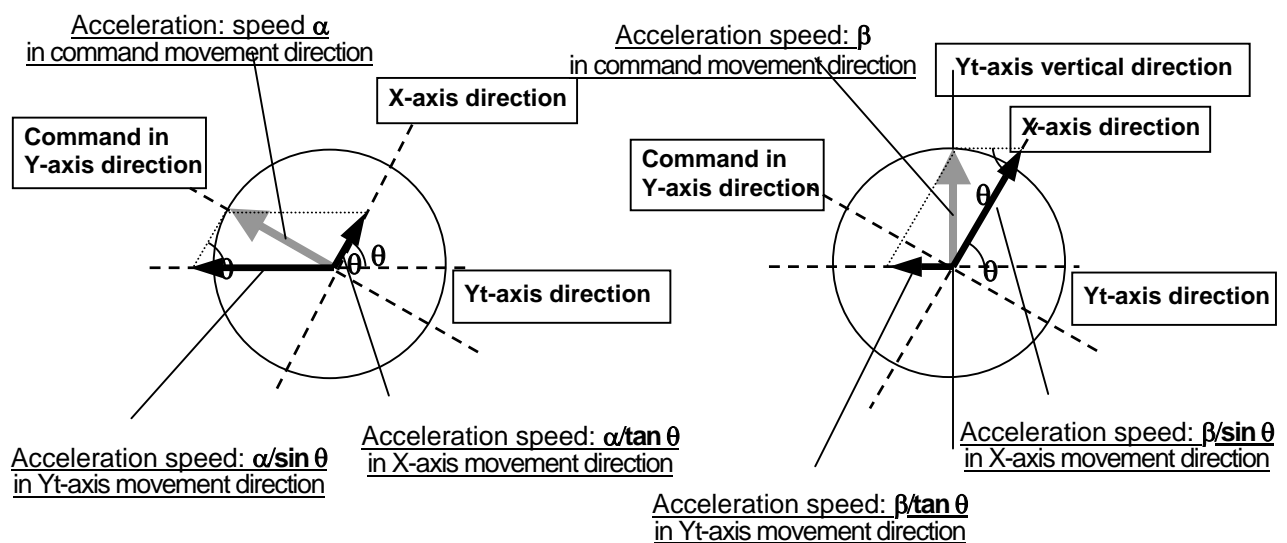 Acceleration: speed α
in command movement direction
X-axis direction
Command in
Y-axis direction
θ
θ
θ
Yt-axis direction
Acceleration speed: α/sin θ
in Yt-axis movement direction
Acceleration speed: α/tan θ
in X-axis movement direction
Acceleration speed: β
in command movement direction
Yt-axis vertical direction
X-axis direction
Command in
Y-axis direction
θ
θ
Yt-axis direction
Acceleration speed: β/sin θ
in X-axis movement direction
Acceleration speed: β/tan θ
in Yt-axis movement direction